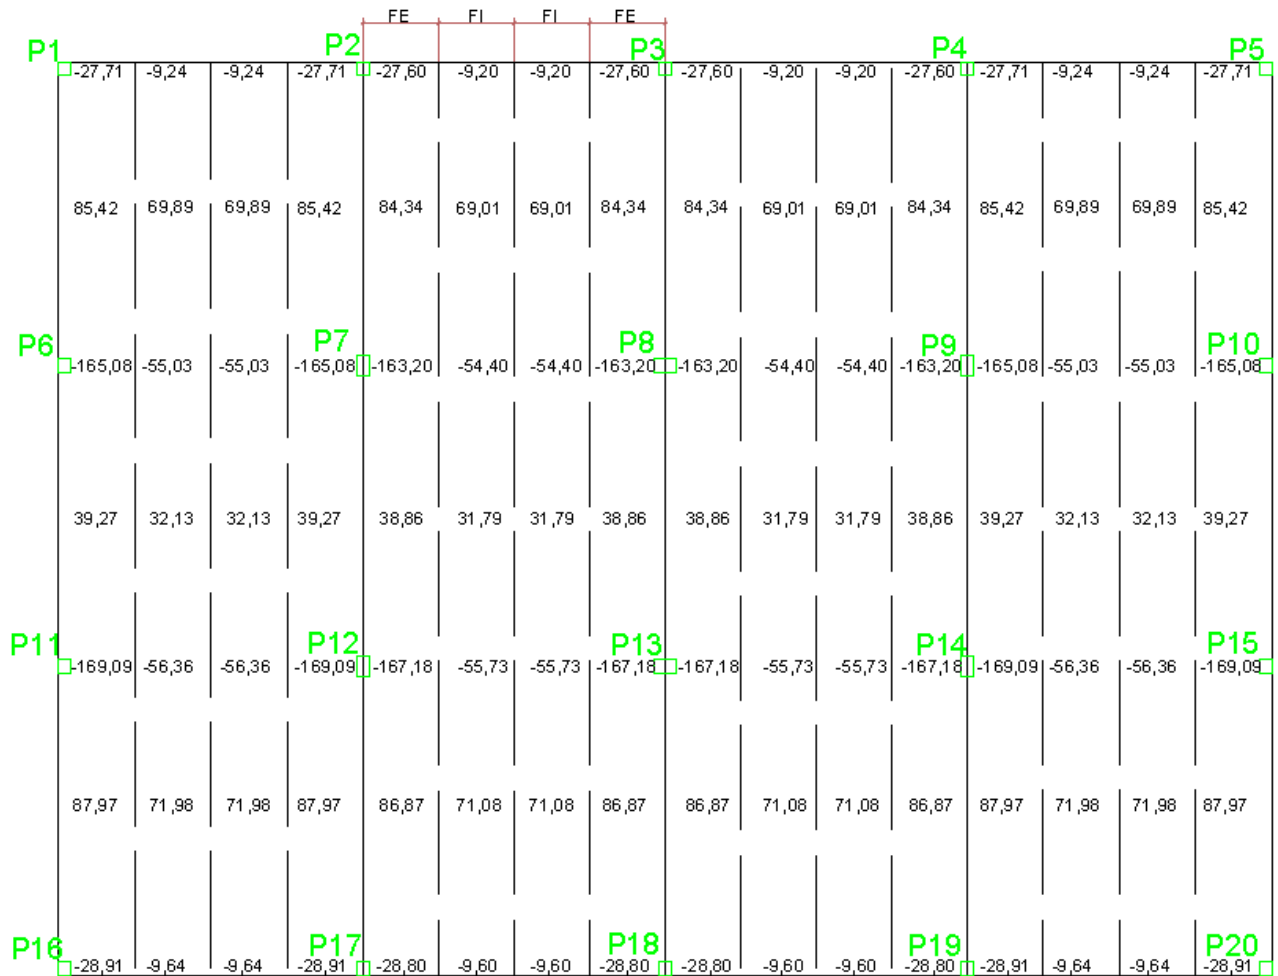 FE FI FI FE
P1 P2 P3 P4 P5
-27,71 -9,24 -9,24 -27,71 -27,60 -9,20 -9,20 -27,60 -27,60 -9,20 -9,20 -27,60 -27,71 -9,24 -9,24 -27,71
85,42 69,89 69,89 85,42 84,34 69,01 69,01 84,34 84,34 69,01 69,01 84,34 85,42 69,89 69,89 85,42
P6 P7 P8 P9 P10
-165,08 -55,03 -55,03 -165,08 -163,20 -54,40 -54,40 -163,20 -163,20 -54,40 -54,40 -163,20 -165,08 -55,03 -55,03 -165,08
39,27 32,13 32,13 39,27 38,86 31,79 31,79 38,86 38,86 31,79 31,79 38,86 39,27 32,13 32,13 39,27
P11 P12 P13 P14 P15
-169,09 -56,36 -56,36 -169,09 -167,18 -55,73 -55,73 -167,18 -167,18 -55,73 -55,73 -167,18 -169,09 -56,36 -56,36 -169,09
87,97 71,98 71,98 87,97 86,87 71,08 71,08 86,87 86,87 71,08 71,08 86,87 87,97 71,98 71,98 87,97
P16 P17 P18 P19 P20
-28,91 -9,64 -9,64 -28,91 -28,80 -9,60 -9,60 -28,80 -28,80 -9,60 -9,60 -28,80 -28,91 -9,64 -9,64 -28,91